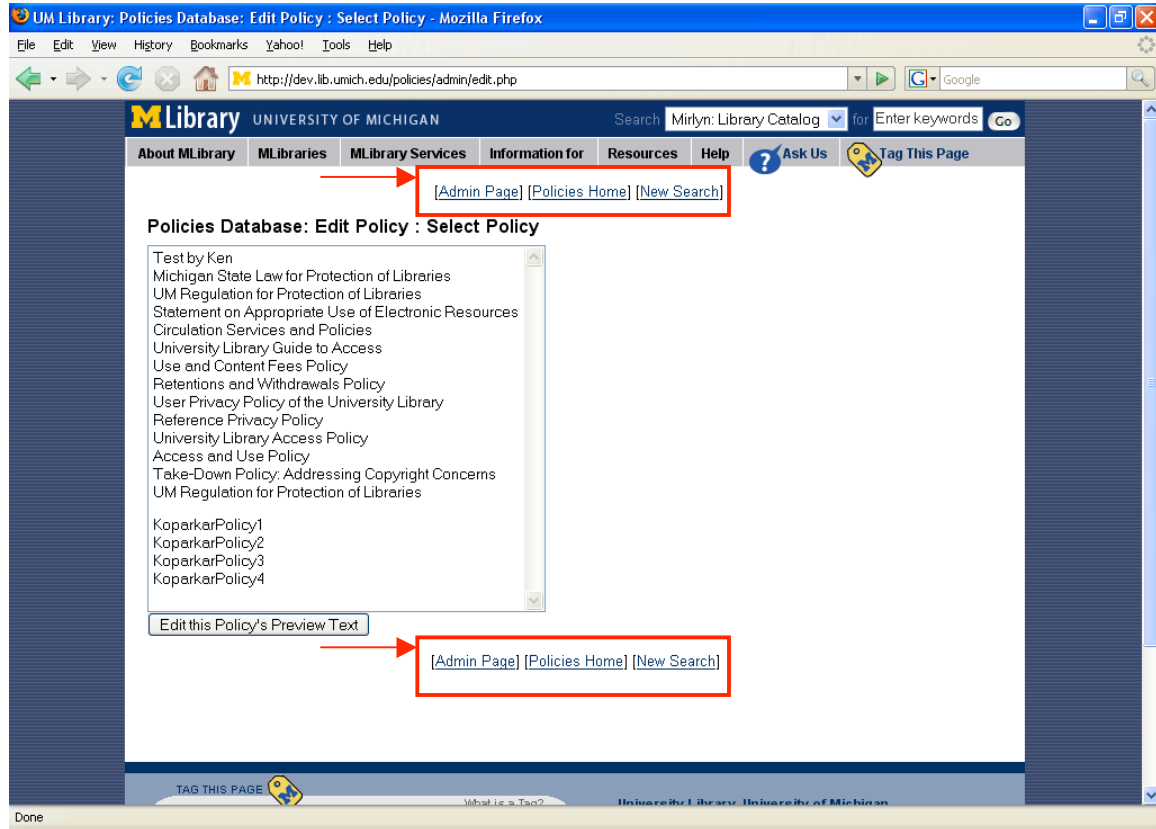 UM Library: Policies Database: Edit Policy : Select Policy - Mozilla Firefox
File Edit View History Bookmarks Yahoo! Tools Help
http://dev.lib.umich.edu/policies/admin/edit.php
G Google
MLibrary UNIVERSITY OF MICHIGAN Search Mirlyn: Library Catalog for Enter keywords Go
About MLibrary MLibraries MLibrary Services Information for Resources Help ? Ask Us Tag This Page
[Admin Page] [Policies Home] [New Search]
Policies Database: Edit Policy : Select Policy
Test by Ken
Michigan State Law for Protection of Libraries
UM Regulation for Protection of Libraries
Statement on Appropriate Use of Electronic Resources
Circulation Services and Policies
University Library Guide to Access
Use and Content Fees Policy
Retentions and Withdrawals Policy
User Privacy Policy of the University Library
Reference Privacy Policy
University Library Access Policy
Access and Use Policy
Take-Down Policy: Addressing Copyright Concerns
UM Regulation for Protection of Libraries
KoparkarPolicy1
KoparkarPolicy2
KoparkarPolicy3
KoparkarPolicy4
Edit this Policy's Preview Text
[Admin Page] [Policies Home] [New Search]
TAG THIS PAGE
What is a Tag?
University Library, University of Michigan
Done